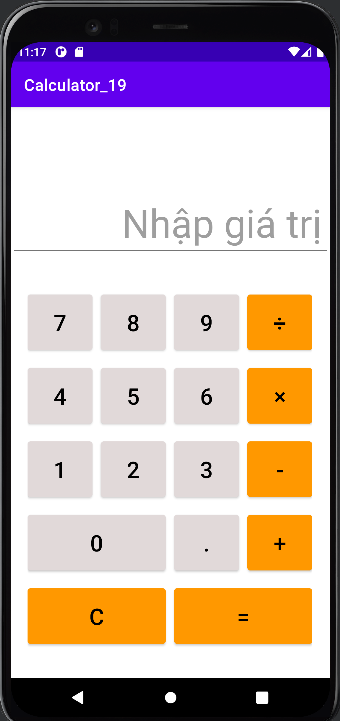 11:17
Calculator_19
Nhập giá trị
7 8 9 ÷
4 5 6 ×
1 2 3 -
0 . +
C =